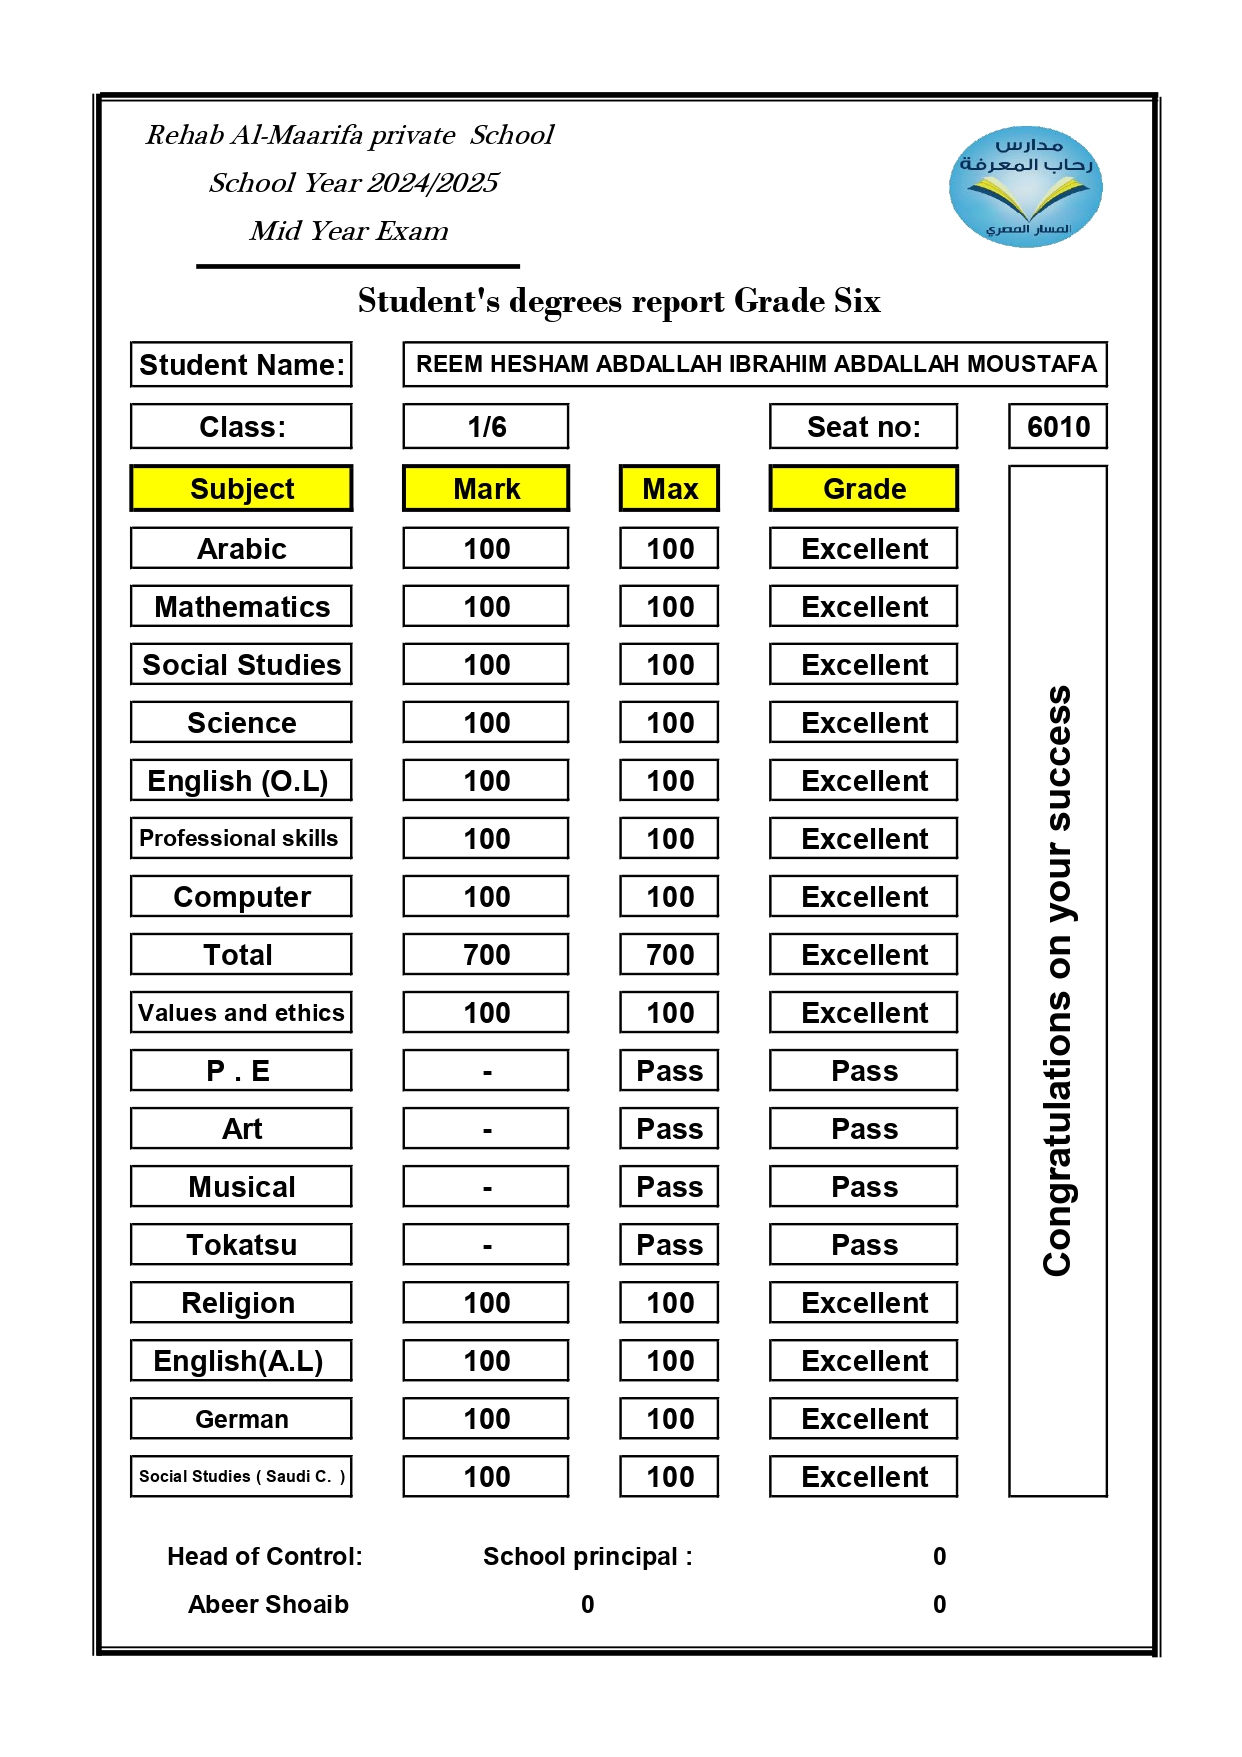 Rehab Al-Maarifa private School
School Year 2024/2025
Mid Year Exam
مدارس
رحاب المعرفة
المسار المصري
Student's degrees report Grade Six
Student Name: REEM HESHAM ABDALLAH IBRAHIM ABDALLAH MOUSTAFA
Class: 1/6 Seat no: 6010
Subject Mark Max Grade
Arabic 100 100 Excellent
Mathematics 100 100 Excellent
Social Studies 100 100 Excellent
Science 100 100 Excellent
English (O.L) 100 100 Excellent
Professional skills 100 100 Excellent
Computer 100 100 Excellent
Total 700 700 Excellent
Values and ethics 100 100 Excellent
P . E - Pass Pass
Art - Pass Pass
Musical - Pass Pass
Tokatsu - Pass Pass
Religion 100 100 Excellent
English(A.L) 100 100 Excellent
German 100 100 Excellent
Social Studies ( Saudi C. ) 100 100 Excellent
Congratulations on your success
Head of Control: School principal : 0
Abeer Shoaib 0 0